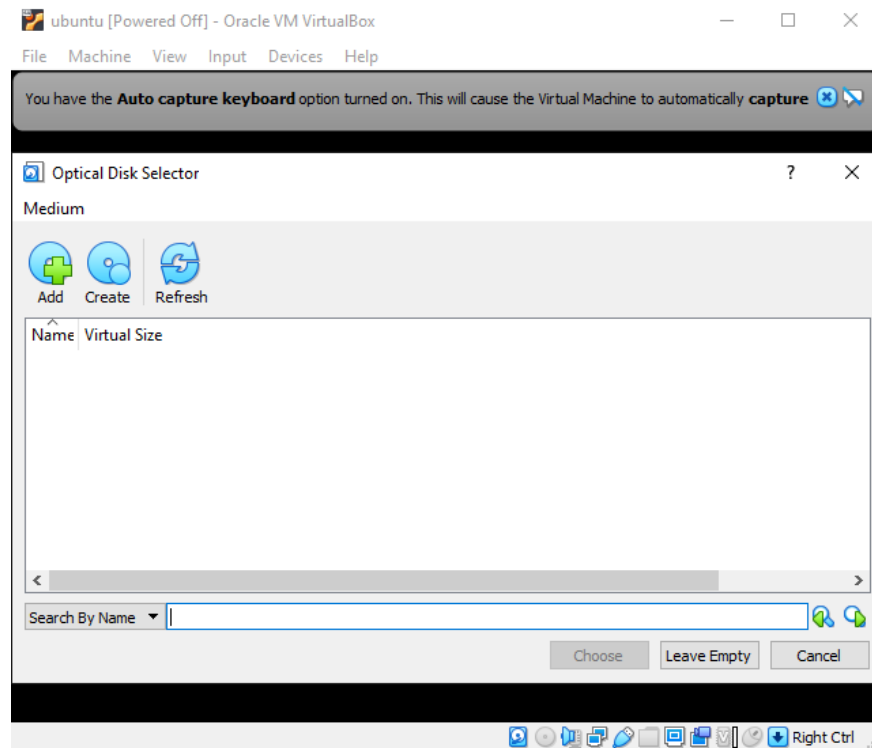 ubuntu [Powered Off] - Oracle VM VirtualBox
File Machine View Input Devices Help
You have the Auto capture keyboard option turned on. This will cause the Virtual Machine to automatically capture
Optical Disk Selector ?
Medium
Add Create Refresh
Name Virtual Size
Search By Name
Choose Leave Empty Cancel
Right Ctrl